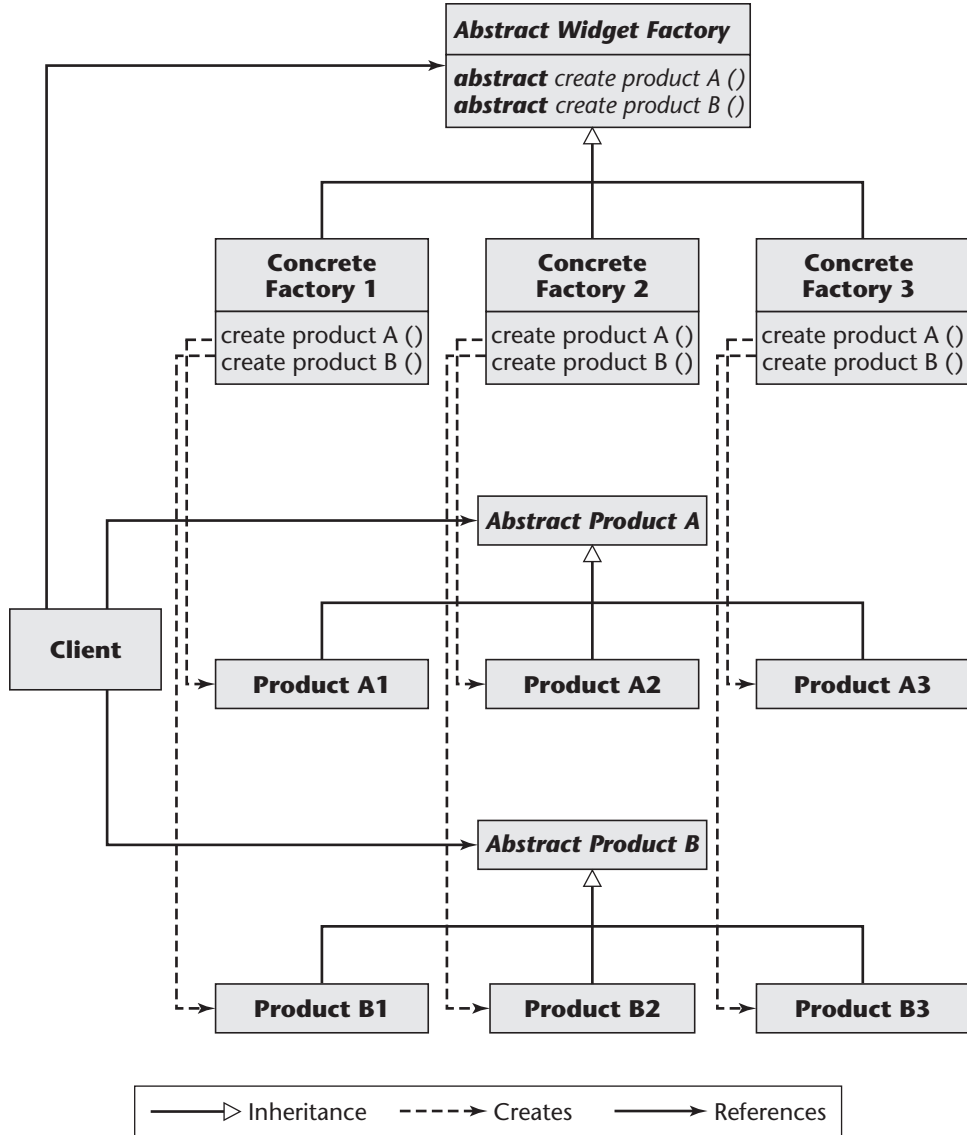 Abstract Widget Factory
abstract create product A ()
abstract create product B ()
Concrete
Factory 1
create product A ()
create product B ()
Concrete
Factory 2
create product A ()
create product B ()
Concrete
Factory 3
create product A ()
create product B ()
Abstract Product A
Client
Product A1
Product A2
Product A3
Abstract Product B
Product B1
Product B2
Product B3
Inheritance
Creates
References